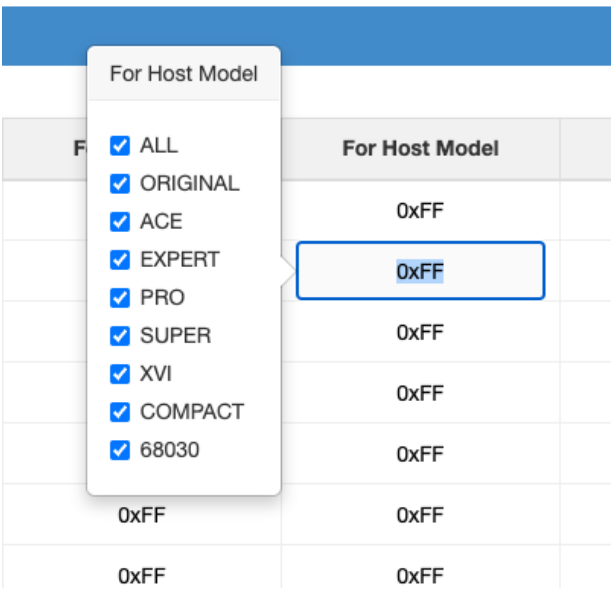 For Host Model
F
For Host Model
ALL
ORIGINAL
ACE
EXPERT
PRO
SUPER
XVI
COMPACT
68030
0xFF
0xFF
0xFF
0xFF
0xFF
0xFF
0xFF
0xFF
0xFF